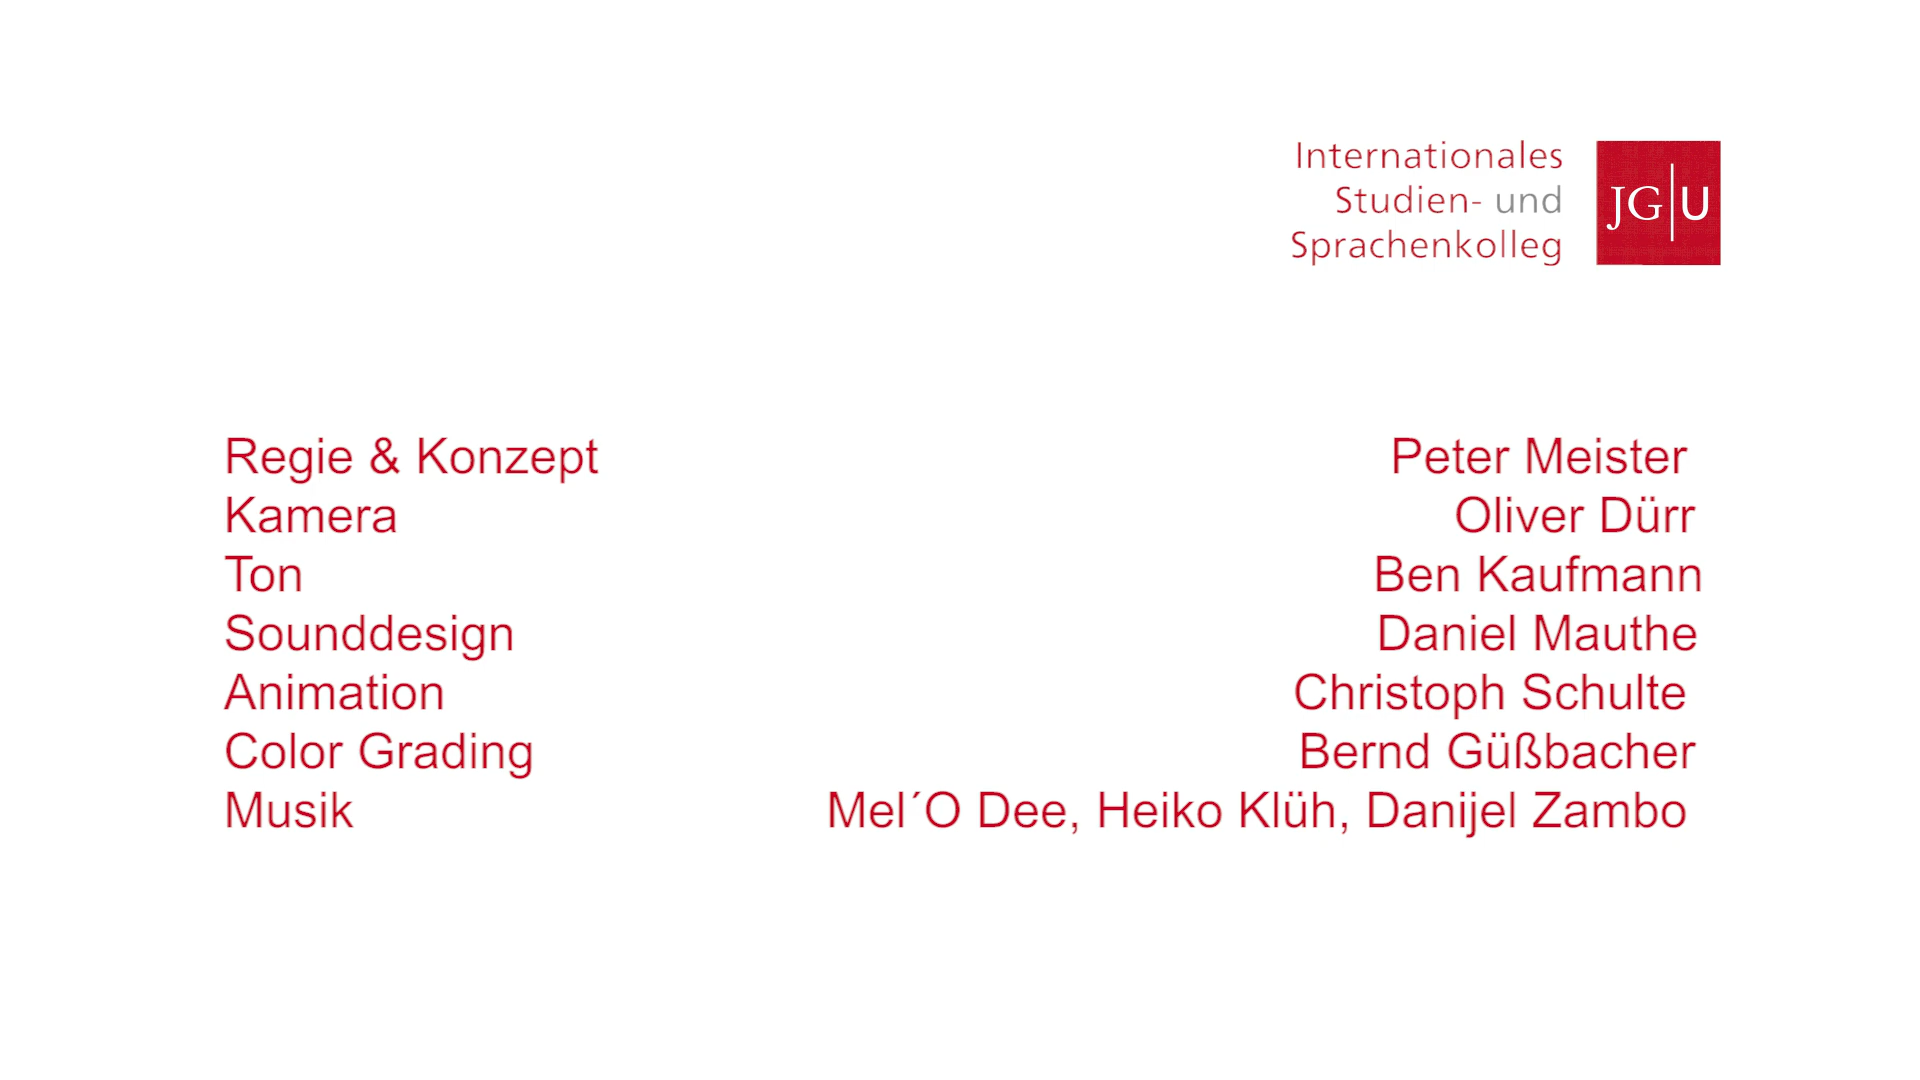 Internationales
Studien- und
Sprachenkolleg
JG|U
Regie & Konzept Peter Meister
Kamera Oliver Dürr
Ton Ben Kaufmann
Sounddesign Daniel Mauthe
Animation Christoph Schulte
Color Grading Bernd Güßbacher
Musik Mel´O Dee, Heiko Klüh, Danijel Zambo